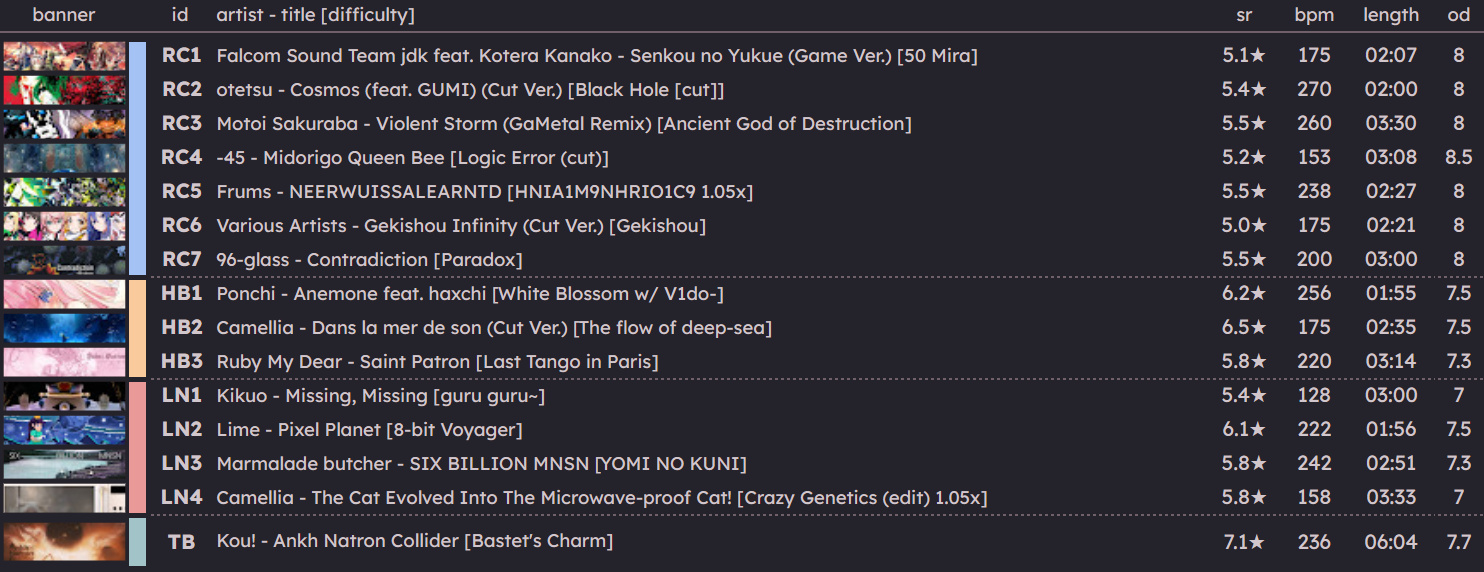 banner id artist - title [difficulty] sr bpm length od
RC1 Falcom Sound Team jdk feat. Kotera Kanako - Senkou no Yukue (Game Ver.) [50 Mira] 5.1★ 175 02:07 8
RC2 otetsu - Cosmos (feat. GUMI) (Cut Ver.) [Black Hole [cut]] 5.4★ 270 02:00 8
RC3 Motoi Sakuraba - Violent Storm (GaMetal Remix) [Ancient God of Destruction] 5.5★ 260 03:30 8
RC4 -45 - Midorigo Queen Bee [Logic Error (cut)] 5.2★ 153 03:08 8.5
RC5 Frums - NEERWUISSALEARNTD [HNIA1M9NHRIO1C9 1.05x] 5.5★ 238 02:27 8
RC6 Various Artists - Gekishou Infinity (Cut Ver.) [Gekishou] 5.0★ 175 02:21 8
Contradiction RC7 96-glass - Contradiction [Paradox] 5.5★ 200 03:00 8
HB1 Ponchi - Anemone feat. haxchi [White Blossom w/ V1do-] 6.2★ 256 01:55 7.5
HB2 Camellia - Dans la mer de son (Cut Ver.) [The flow of deep-sea] 6.5★ 175 02:35 7.5
HB3 Ruby My Dear - Saint Patron [Last Tango in Paris] 5.8★ 220 03:14 7.3
LN1 Kikuo - Missing, Missing [guru guru~] 5.4★ 128 03:00 7
LN2 Lime - Pixel Planet [8-bit Voyager] 6.1★ 222 01:56 7.5
SIX BILLION MNSN LN3 Marmalade butcher - SIX BILLION MNSN [YOMI NO KUNI] 5.8★ 242 02:51 7.3
LN4 Camellia - The Cat Evolved Into The Microwave-proof Cat! [Crazy Genetics (edit) 1.05x] 5.8★ 158 03:33 7
TB Kou! - Ankh Natron Collider [Bastet's Charm] 7.1★ 236 06:04 7.7